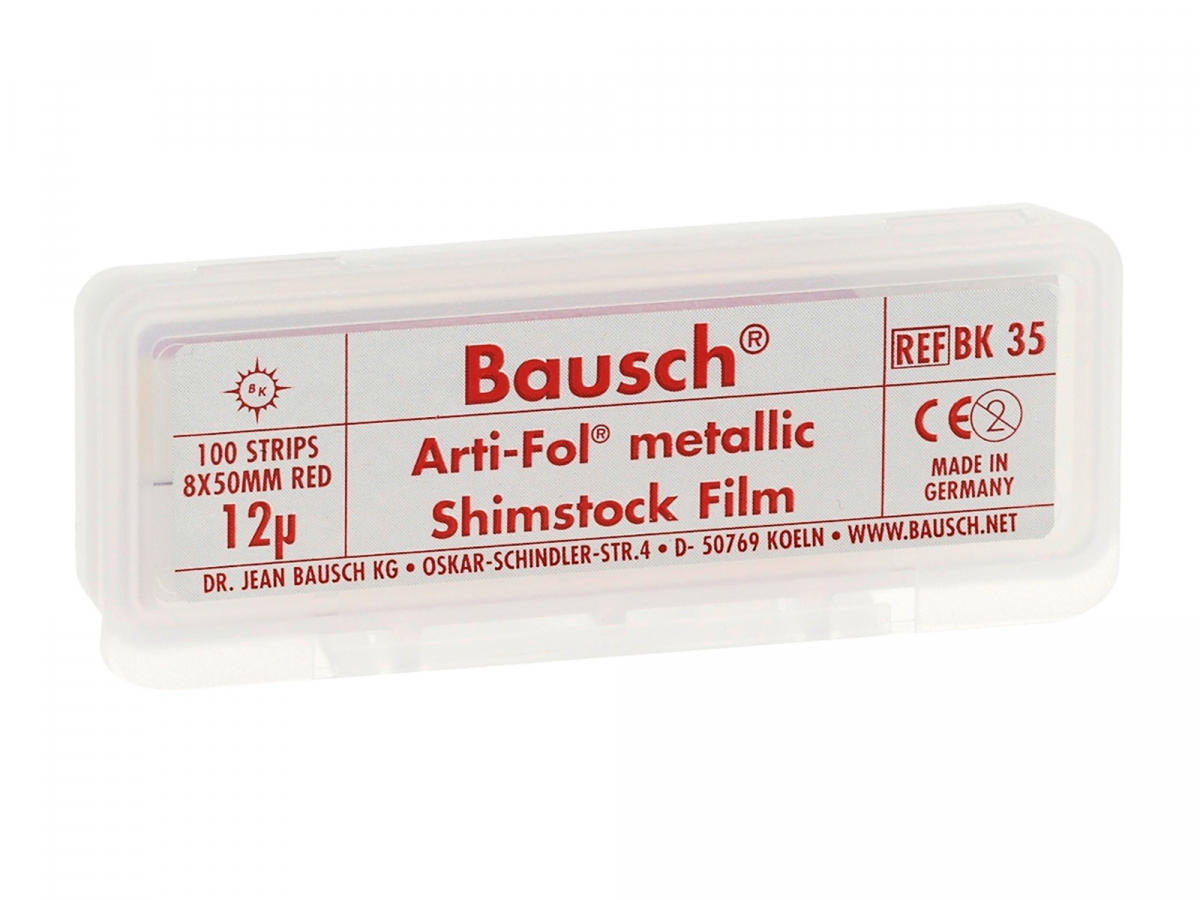 BK
100 STRIPS
8X50MM RED
12µ
Bausch®
Arti-Fol® metallic
Shimstock Film
REF BK 35
CE 2
MADE IN
GERMANY
DR. JEAN BAUSCH KG • OSKAR-SCHINDLER-STR.4 • D- 50769 KOELN • WWW.BAUSCH.NET